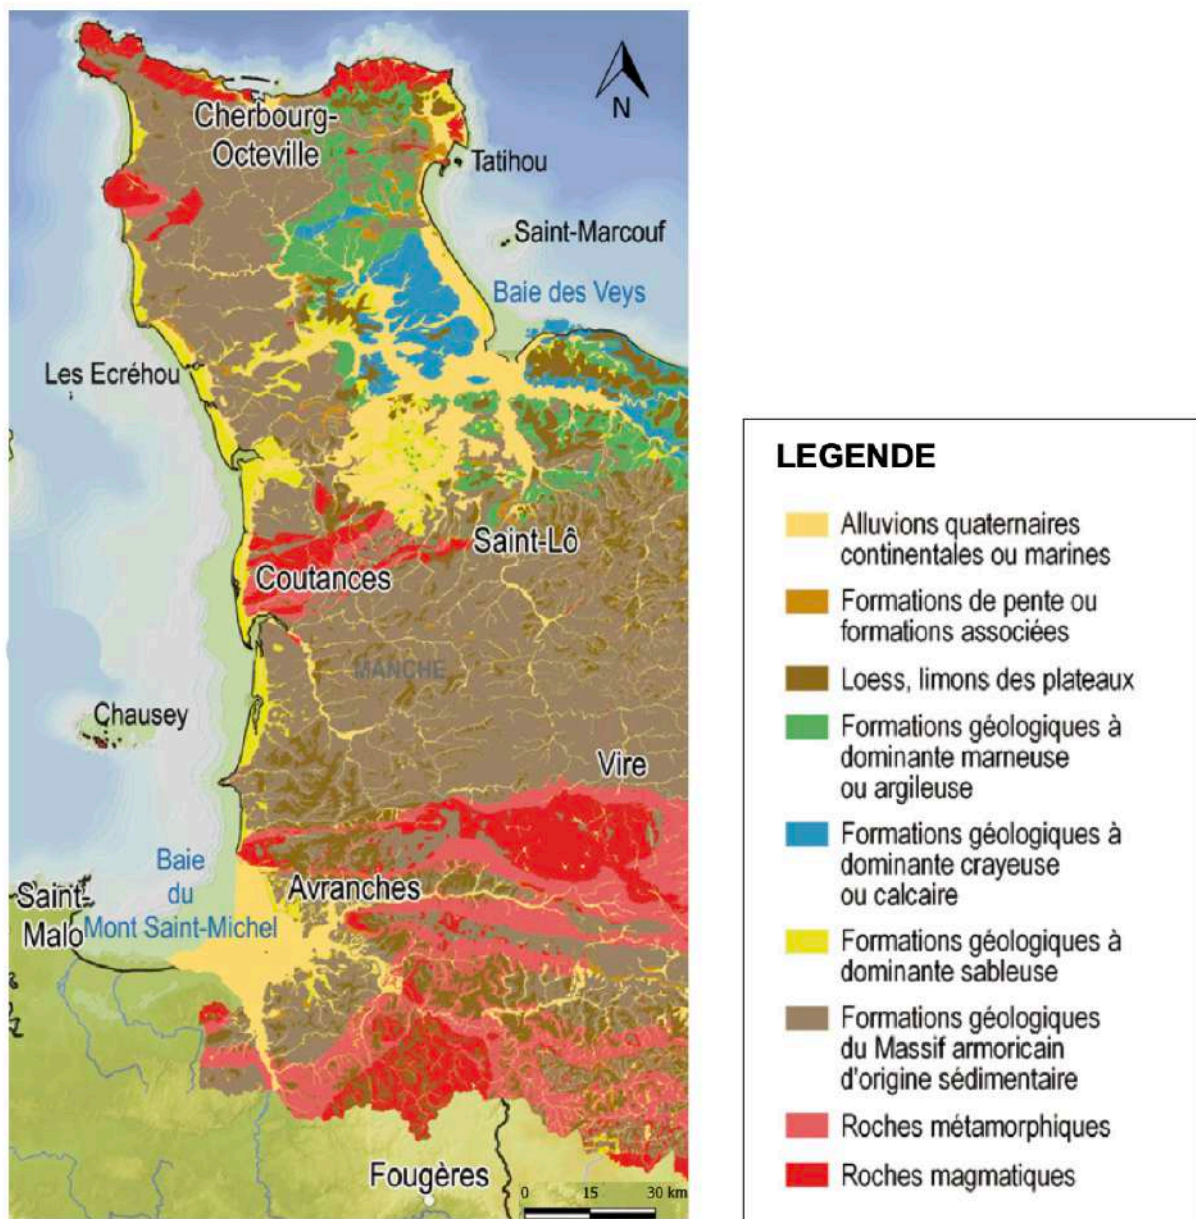 N
Cherbourg-
Octeville
Tatihou
Saint-Marcouf
Baie des Veys
Les Ecréhou
Saint-Lô
Coutances
MANCHE
Chausey
Vire
Baie
du
Mont Saint-Michel
Avranches
Saint-
Malo
Fougères
0 15 30 km
LEGENDE
Alluvions quaternaires
continentales ou marines
Formations de pente ou
formations associées
Loess, limons des plateaux
Formations géologiques à
dominante marneuse
ou argileuse
Formations géologiques à
dominante crayeuse
ou calcaire
Formations géologiques à
dominante sableuse
Formations géologiques
du Massif armoricain
d'origine sédimentaire
Roches métamorphiques
Roches magmatiques